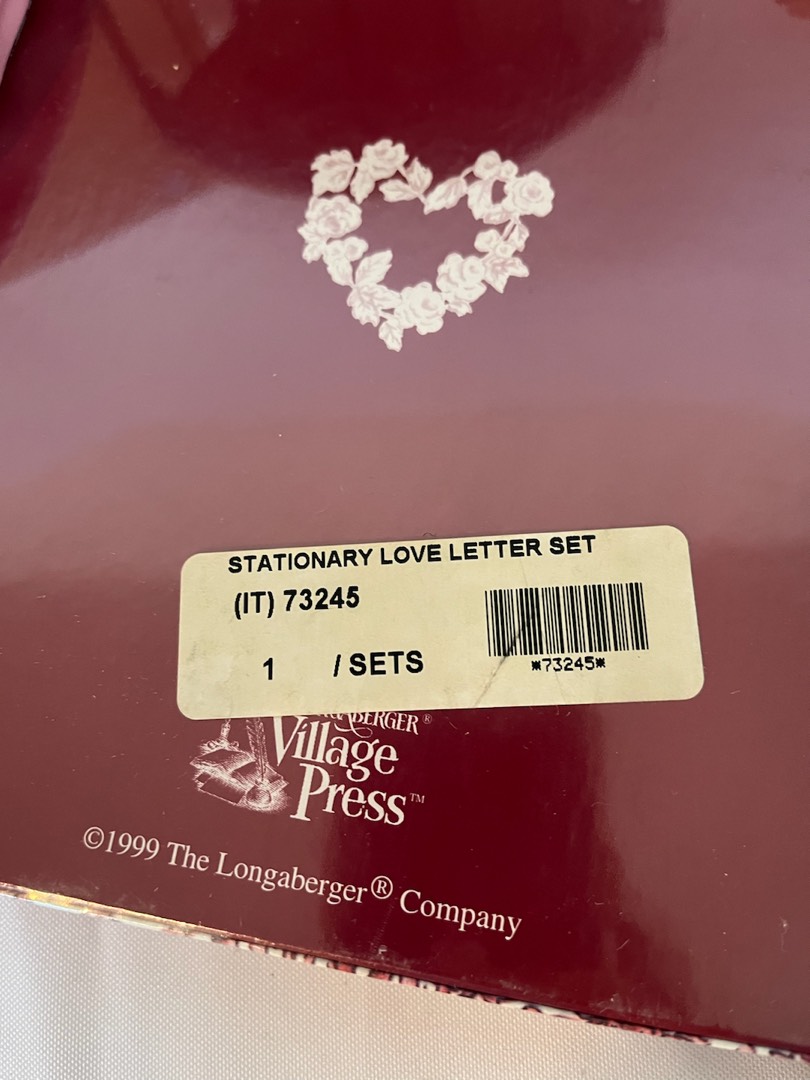 STATIONARY LOVE LETTER SET
(IT) 73245
1 / SETS
*73245*
Village
Press™
©1999 The Longaberger® Company